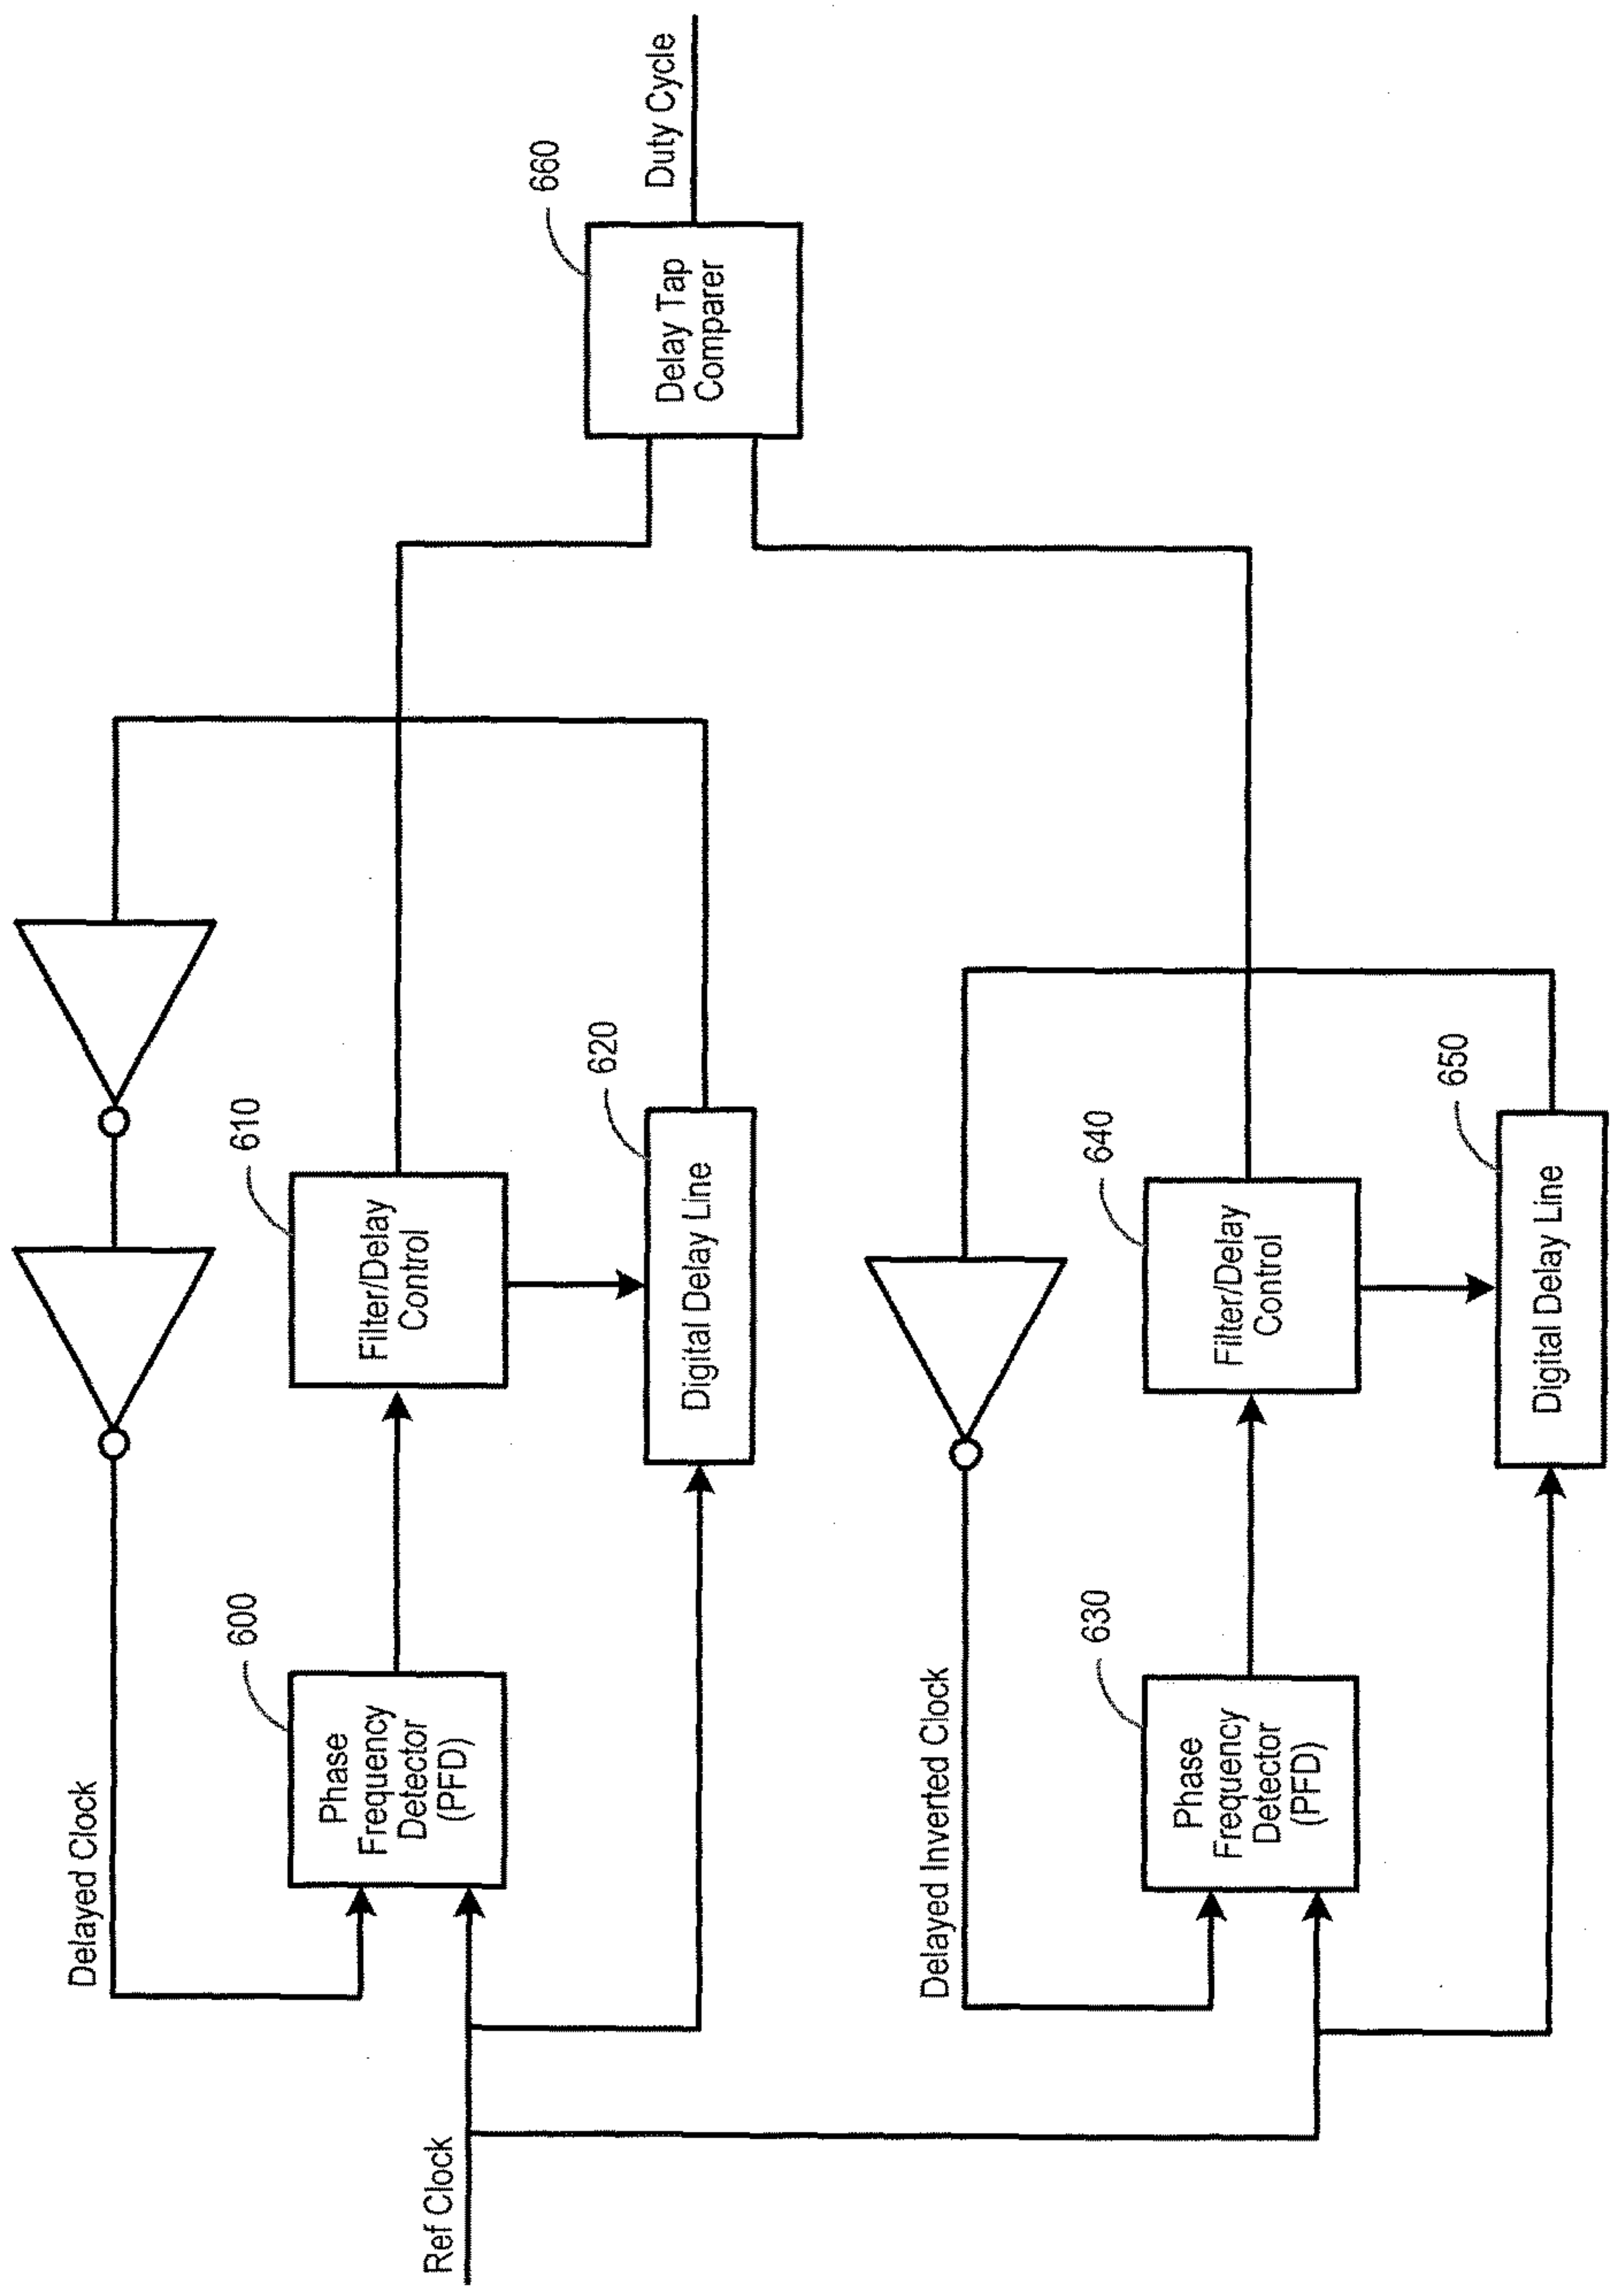 Delayed Clock
600
Phase
Frequency
Detector
(PFD)
610
Filter/Delay
Control
620
Digital Delay Line
Ref Clock
660
Delay Tap
Comparer
Duty Cycle
Delayed Inverted Clock
630
Phase
Frequency
Detector
(PFD)
640
Filter/Delay
Control
650
Digital Delay Line